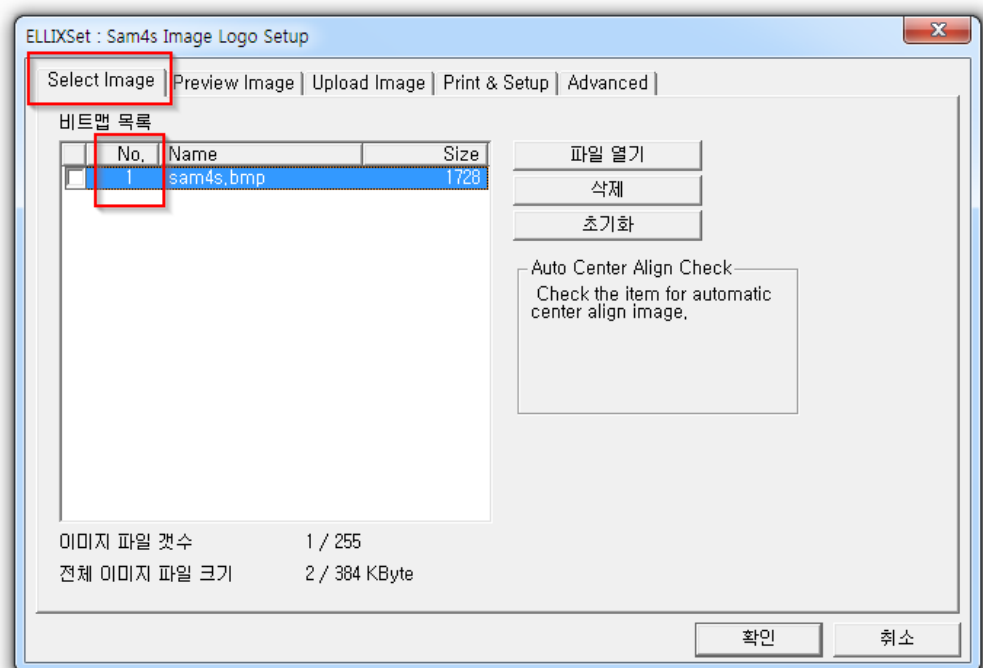 ELLIXSet : Sam4s Image Logo Setup
Select Image Preview Image Upload Image Print & Setup Advanced
비트맵 목록
No. Name Size
1 sam4s.bmp 1728
파일 열기
삭제
초기화
Auto Center Align Check
Check the item for automatic
center align image.
이미지 파일 갯수 1 / 255
전체 이미지 파일 크기 2 / 384 KByte
확인 취소